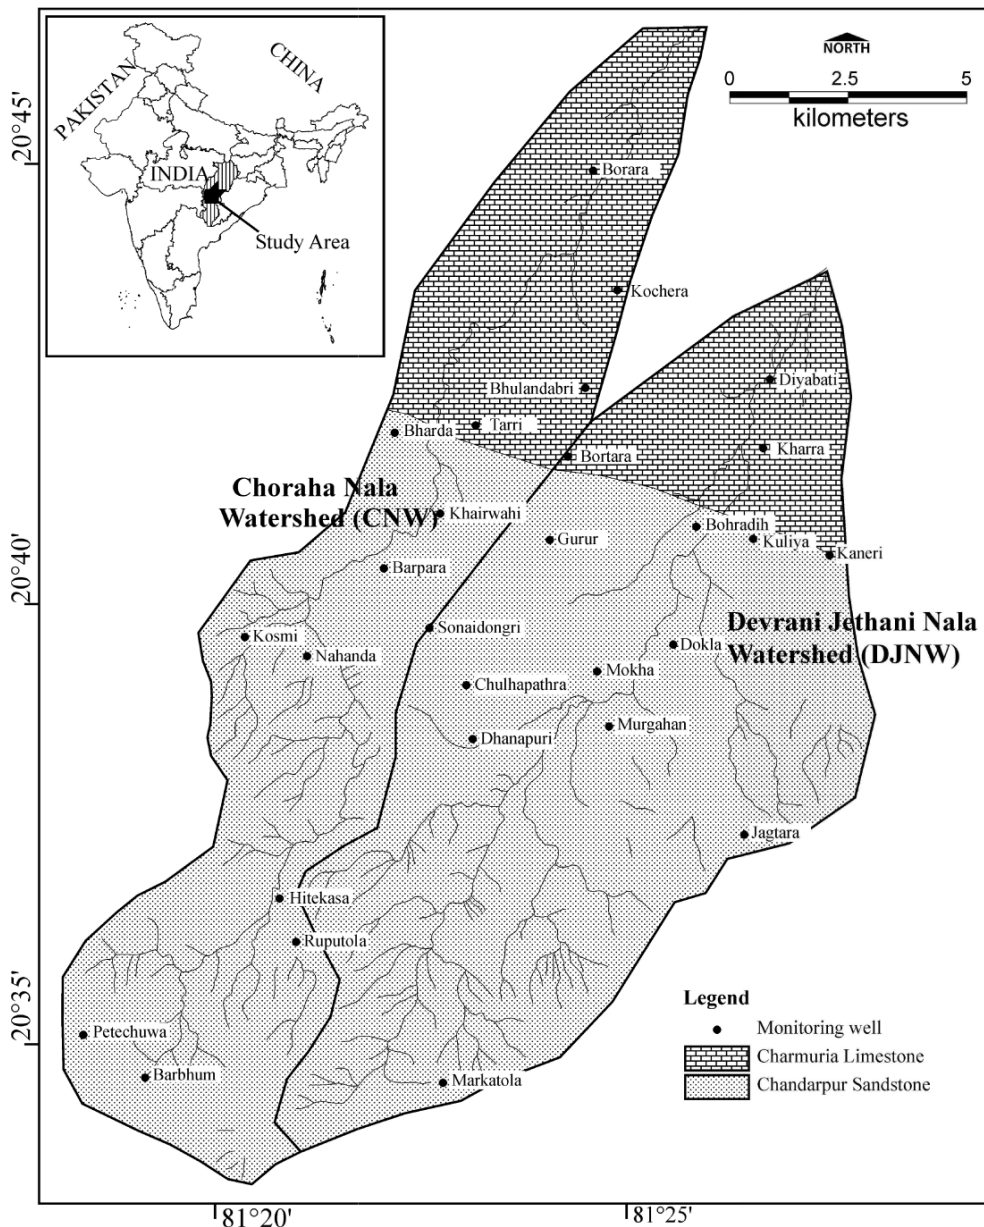 PAKISTAN
CHINA
INDIA
Study Area
NORTH
0 2.5 5
kilometers
20°45'
20°40'
20°35'
81°20'
81°25'
Borara
Kochera
Diyabati
Bhulandabri
Tarri
Bharda
Bortara
Kharra
Choraha Nala
Watershed (CNW)
Khairwahi
Bohradih
Gurur
Kuliya
Kaneri
Barpara
Sonaidongri
Kosmi
Nahanda
Dokla
Devrani Jethani Nala
Watershed (DJNW)
Mokha
Chulhapathra
Murgahan
Dhanapuri
Jagtara
Hitekasa
Ruputola
Petechuwa
Barbhum
Markatola
Legend
Monitoring well
Charmuria Limestone
Chandarpur Sandstone